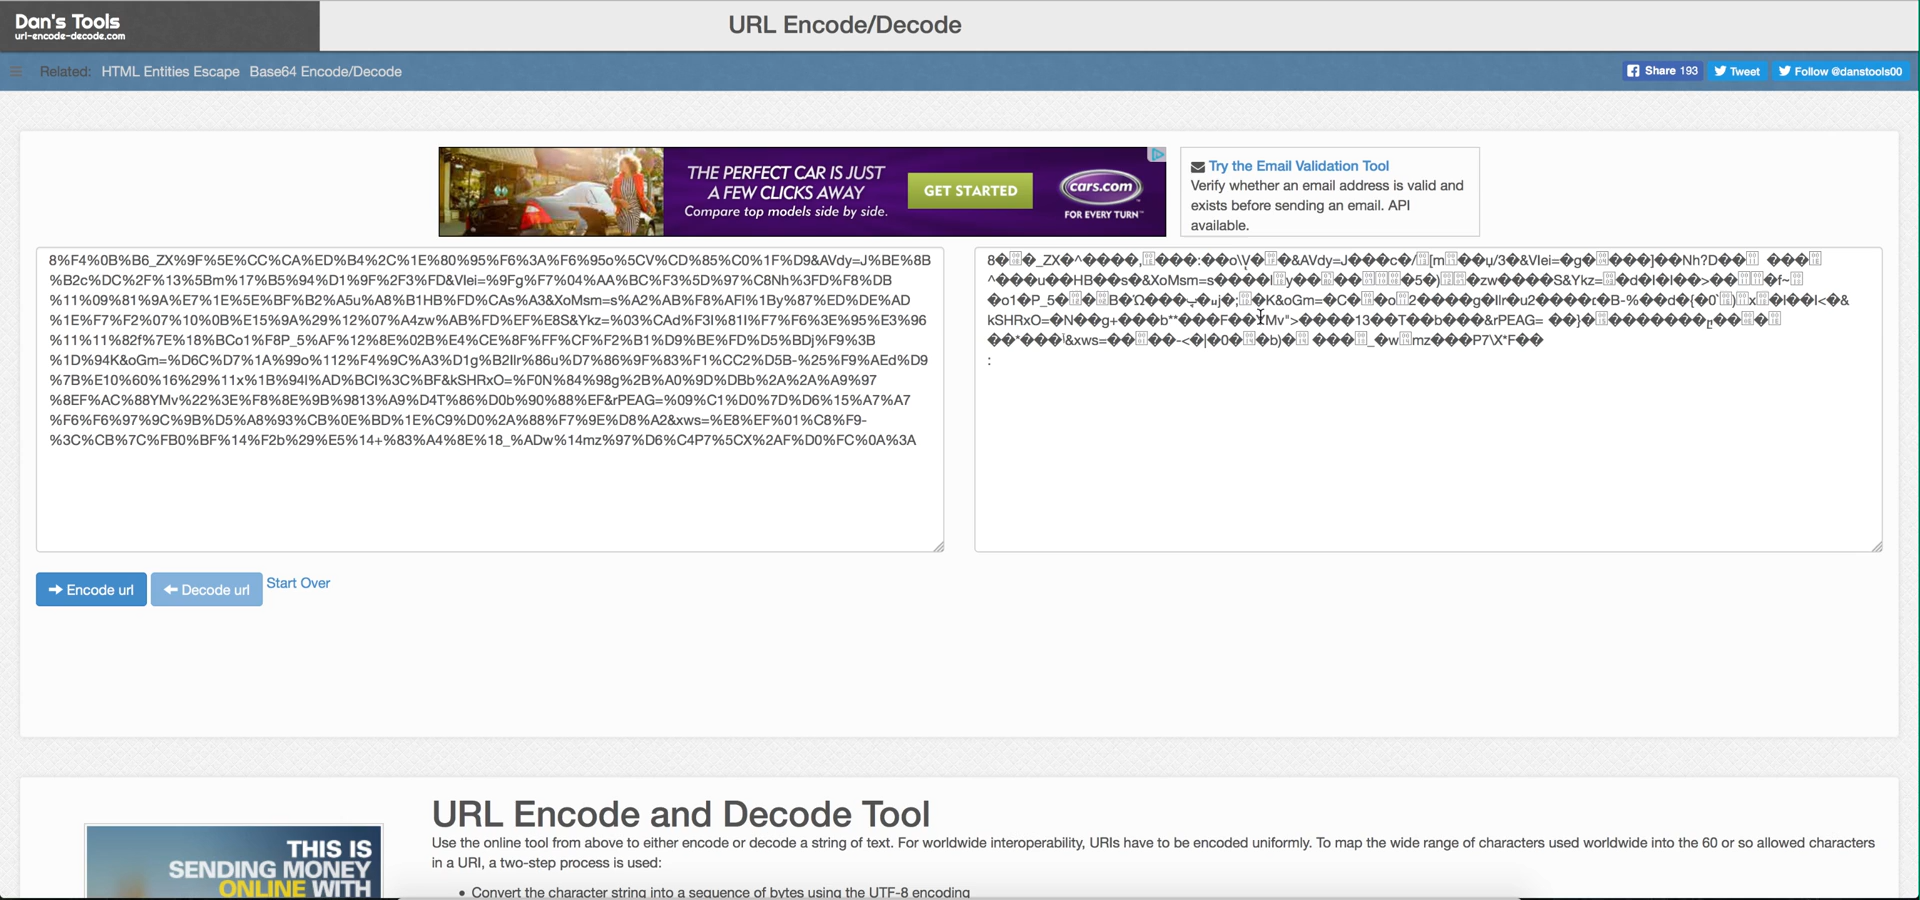 Dan's Tools
url-encode-decode.com
URL Encode/Decode
Related: HTML Entities Escape Base64 Encode/Decode
Share 193 Tweet Follow @danstools00
THE PERFECT CAR IS JUST
A FEW CLICKS AWAY
Compare top models side by side.
GET STARTED
cars.com
FOR EVERY TURN™
Try the Email Validation Tool
Verify whether an email address is valid and
exists before sending an email. API
available.
8%F4%0B%B6_ZX%9F%5E%CC%CA%ED%B4%2C%1E%80%95%F6%3A%F6%95o%5CV%CD%85%C0%1F%D9&AVdy=J%BE%8B
%B2c%DC%2F%13%5Bm%17%B5%94%D1%9F%2F3%FD&VIei=%9Fg%F7%04%AA%BC%F3%5D%97%C8Nh%3FD%F8%DB
%11%09%81%9A%E7%1E%5E%BF%B2%A5u%A8%B1HB%FD%CAs%A3&XoMsm=s%A2%AB%F8%AFl%1By%87%ED%DE%AD
%1E%F7%F2%07%10%0B%E15%9A%29%12%07%A4zw%AB%FD%EF%E8S&Ykz=%03%CAd%F3l%81l%F7%F6%3E%95%E3%96
%11%11%82f%7E%18%BCo1%F8P_5%AF%12%8E%02B%E4%CE%8F%FF%CF%F2%B1%D9%BE%FD%D5%BDj%F9%3B
%1D%94K&oGm=%D6C%D7%1A%99o%112%F4%9C%A3%D1g%B2Ilr%86u%D7%86%9F%83%F1%CC2%D5B-%25%F9%AEd%D9
%7B%E10%60%16%29%11x%1B%94l%AD%BCl%3C%BF&kSHRxO=%F0N%84%98g%2B%A0%9D%DBb%2A%2A%A9%97
%8EF%AC%88YMv%22%3E%F8%8E%9B%9813%A9%D4T%86%D0b%90%88%EF&rPEAG=%09%C1%D0%7D%D6%15%A7%A7
%F6%F6%97%9C%9B%D5%A8%93%CB%0E%BD%1E%C9%D0%2A%88%F7%9E%D8%A2&xws=%E8%EF%01%C8%F9-
%3C%CB%7C%FB0%BF%14%F2b%29%E5%14+%83%A4%8E%18_%ADw%14mz%97%D6%C4P7%5CX%2AF%D0%FC%0A%3A
Encode url Decode url Start Over
URL Encode and Decode Tool
Use the online tool from above to either encode or decode a string of text. For worldwide interoperability, URIs have to be encoded uniformly. To map the wide range of characters used worldwide into the 60 or so allowed characters
in a URI, a two-step process is used:
• Convert the character string into a sequence of bytes using the UTF-8 encoding
THIS IS
SENDING MONEY
ONLINE WITH